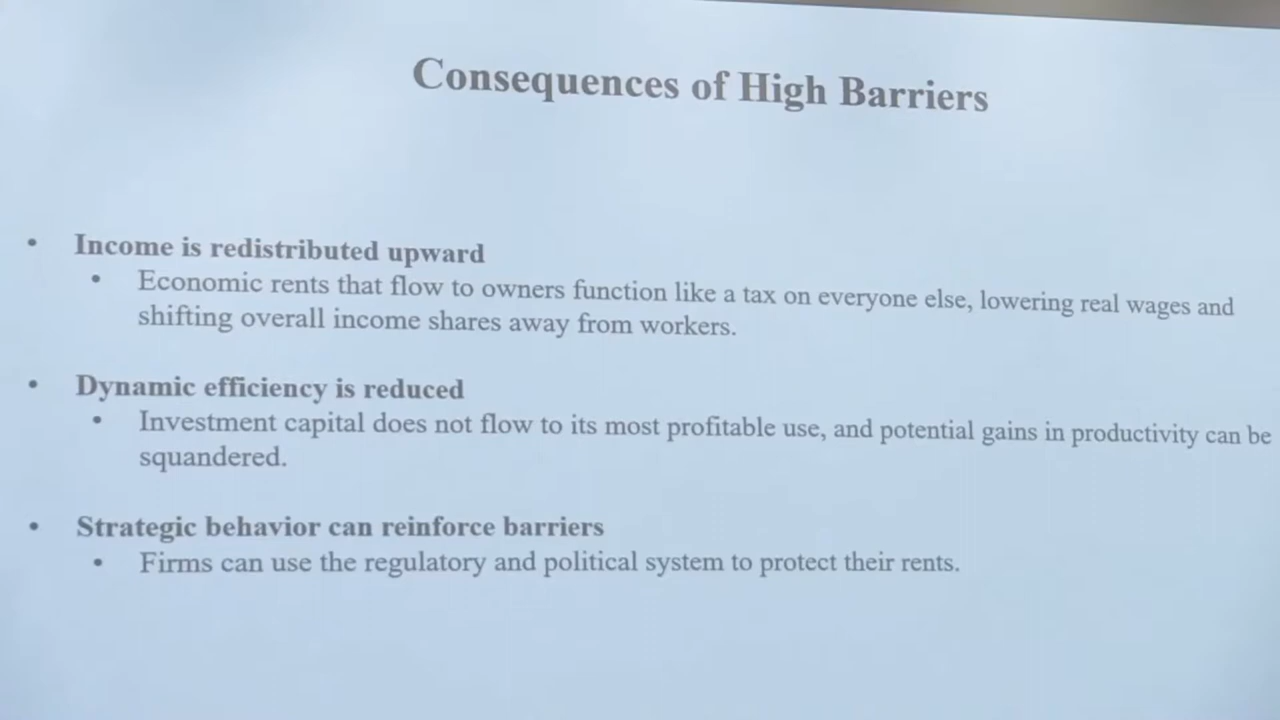 Consequences of High Barriers
• Income is redistributed upward
• Economic rents that flow to owners function like a tax on everyone else, lowering real wages and
shifting overall income shares away from workers.
• Dynamic efficiency is reduced
• Investment capital does not flow to its most profitable use, and potential gains in productivity can be
squandered.
• Strategic behavior can reinforce barriers
• Firms can use the regulatory and political system to protect their rents.